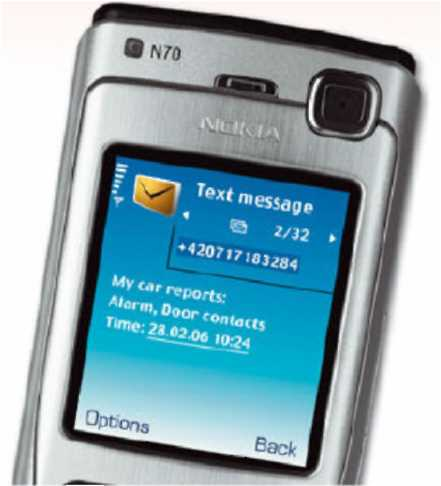 N70
NOKIA
Text message
2/32
+420717183284
My car reports:
Alarm, Door contacts
Time: 28.02.06 10:24
Options
Back